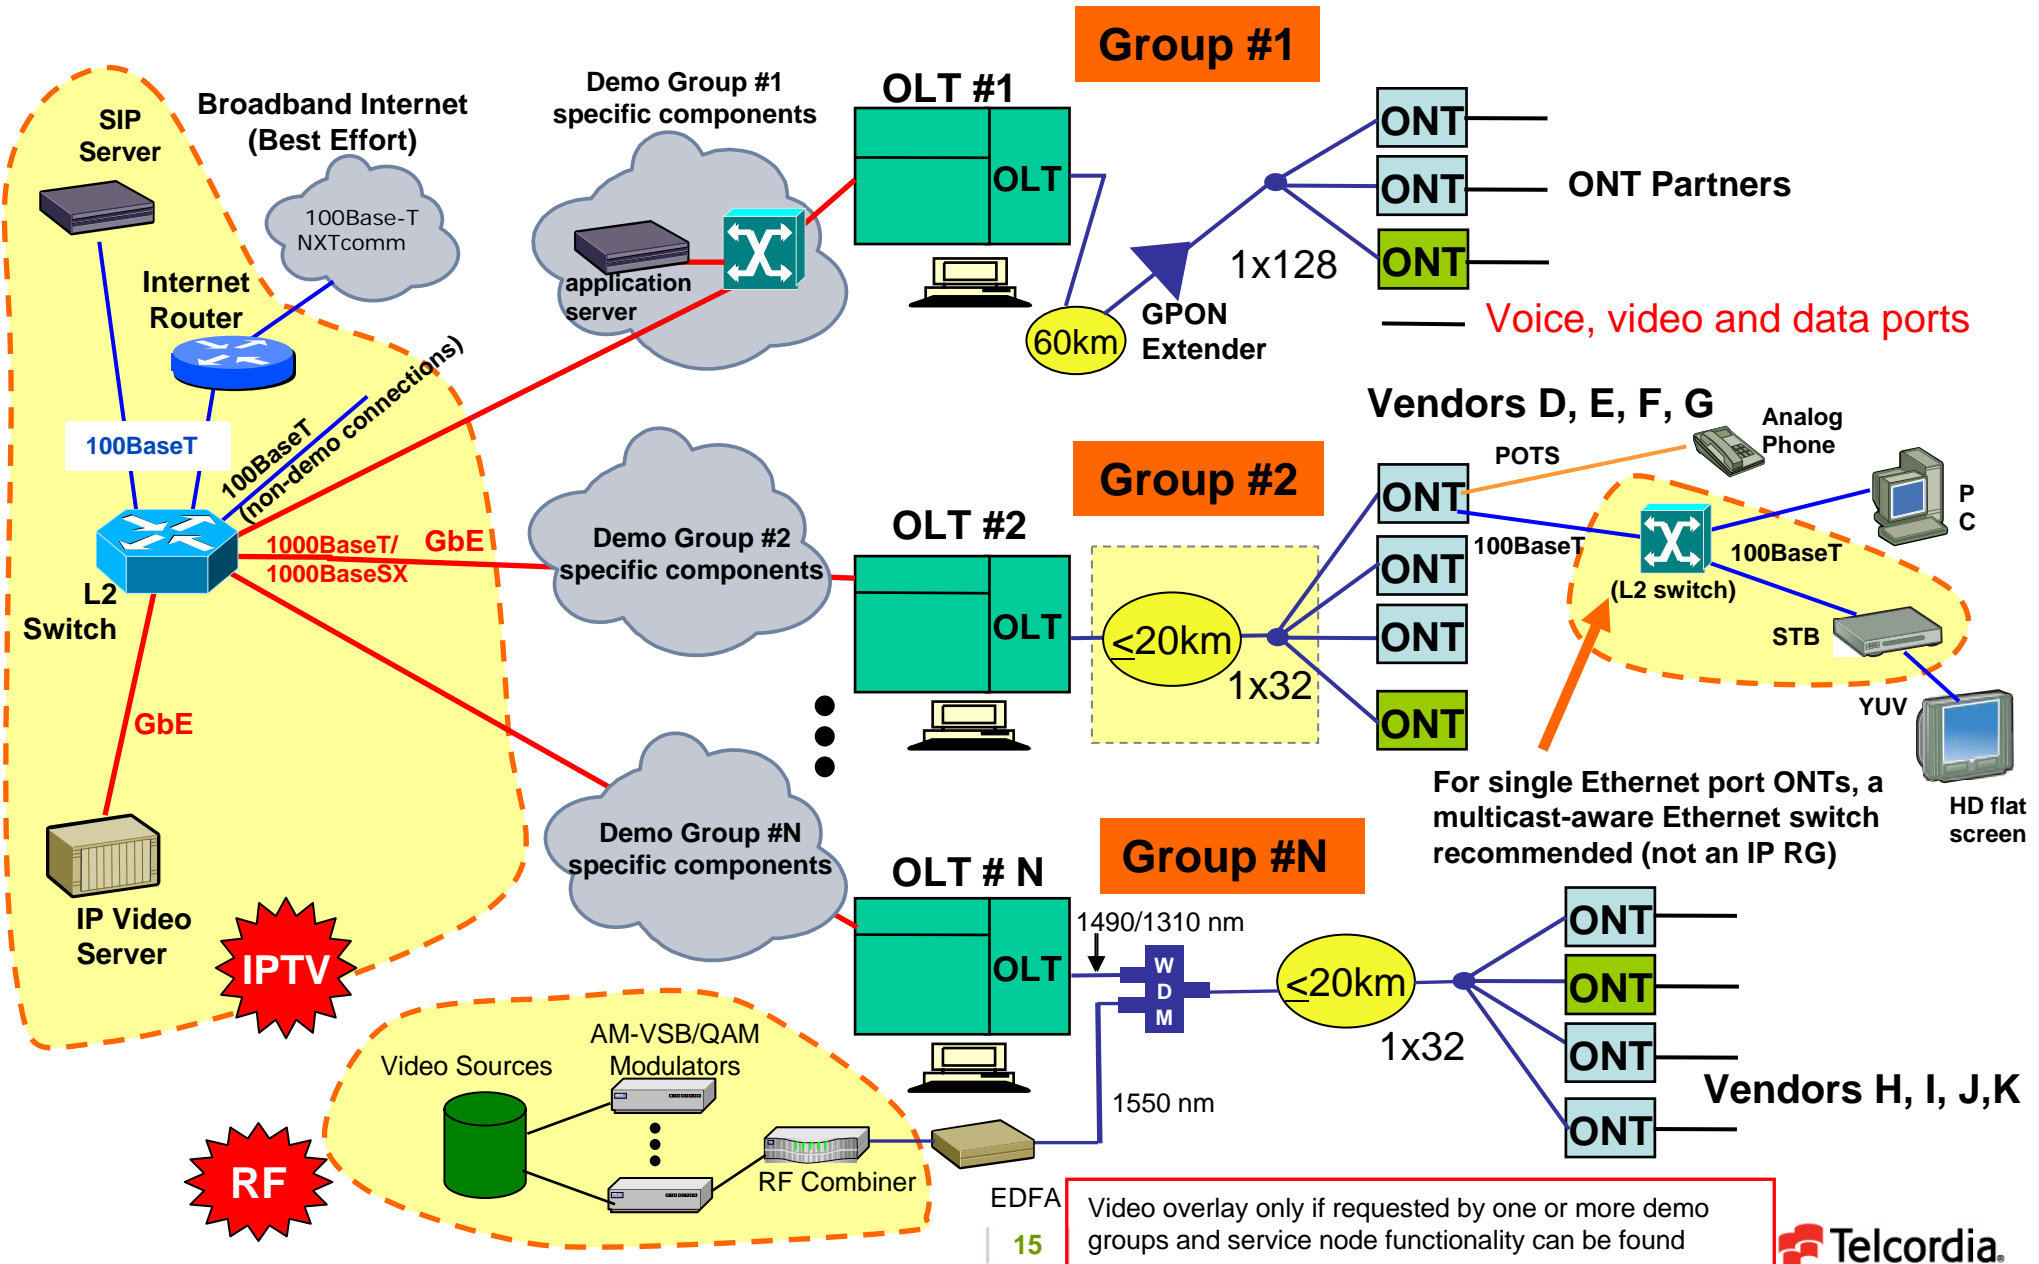 Group #1
Demo Group #1
specific components
OLT #1
SIP
Server
Broadband Internet
(Best Effort)
100Base-T
NXTcomm
OLT
ONT
ONT
ONT
ONT Partners
1x128
application
server
Internet
Router
60km
GPON
Extender
Voice, video and data ports
100BaseT
100BaseT
(non-demo connections)
Vendors D, E, F, G
Analog
Phone
POTS
Group #2
P
C
L2
Switch
1000BaseT/
1000BaseSX
GbE
Demo Group #2
specific components
OLT #2
OLT
<20km
1x32
ONT
ONT
ONT
ONT
100BaseT
100BaseT
(L2 switch)
STB
YUV
HD flat
screen
GbE
For single Ethernet port ONTs, a
multicast-aware Ethernet switch
recommended (not an IP RG)
Demo Group #N
specific components
OLT # N
Group #N
IP Video
Server
IPTV
OLT
1490/1310 nm
W
D
M
<20km
1x32
ONT
ONT
ONT
ONT
Vendors H, I, J,K
1550 nm
Video Sources
AM-VSB/QAM
Modulators
RF Combiner
RF
EDFA
15
Video overlay only if requested by one or more demo
groups and service node functionality can be found
Telcordia®